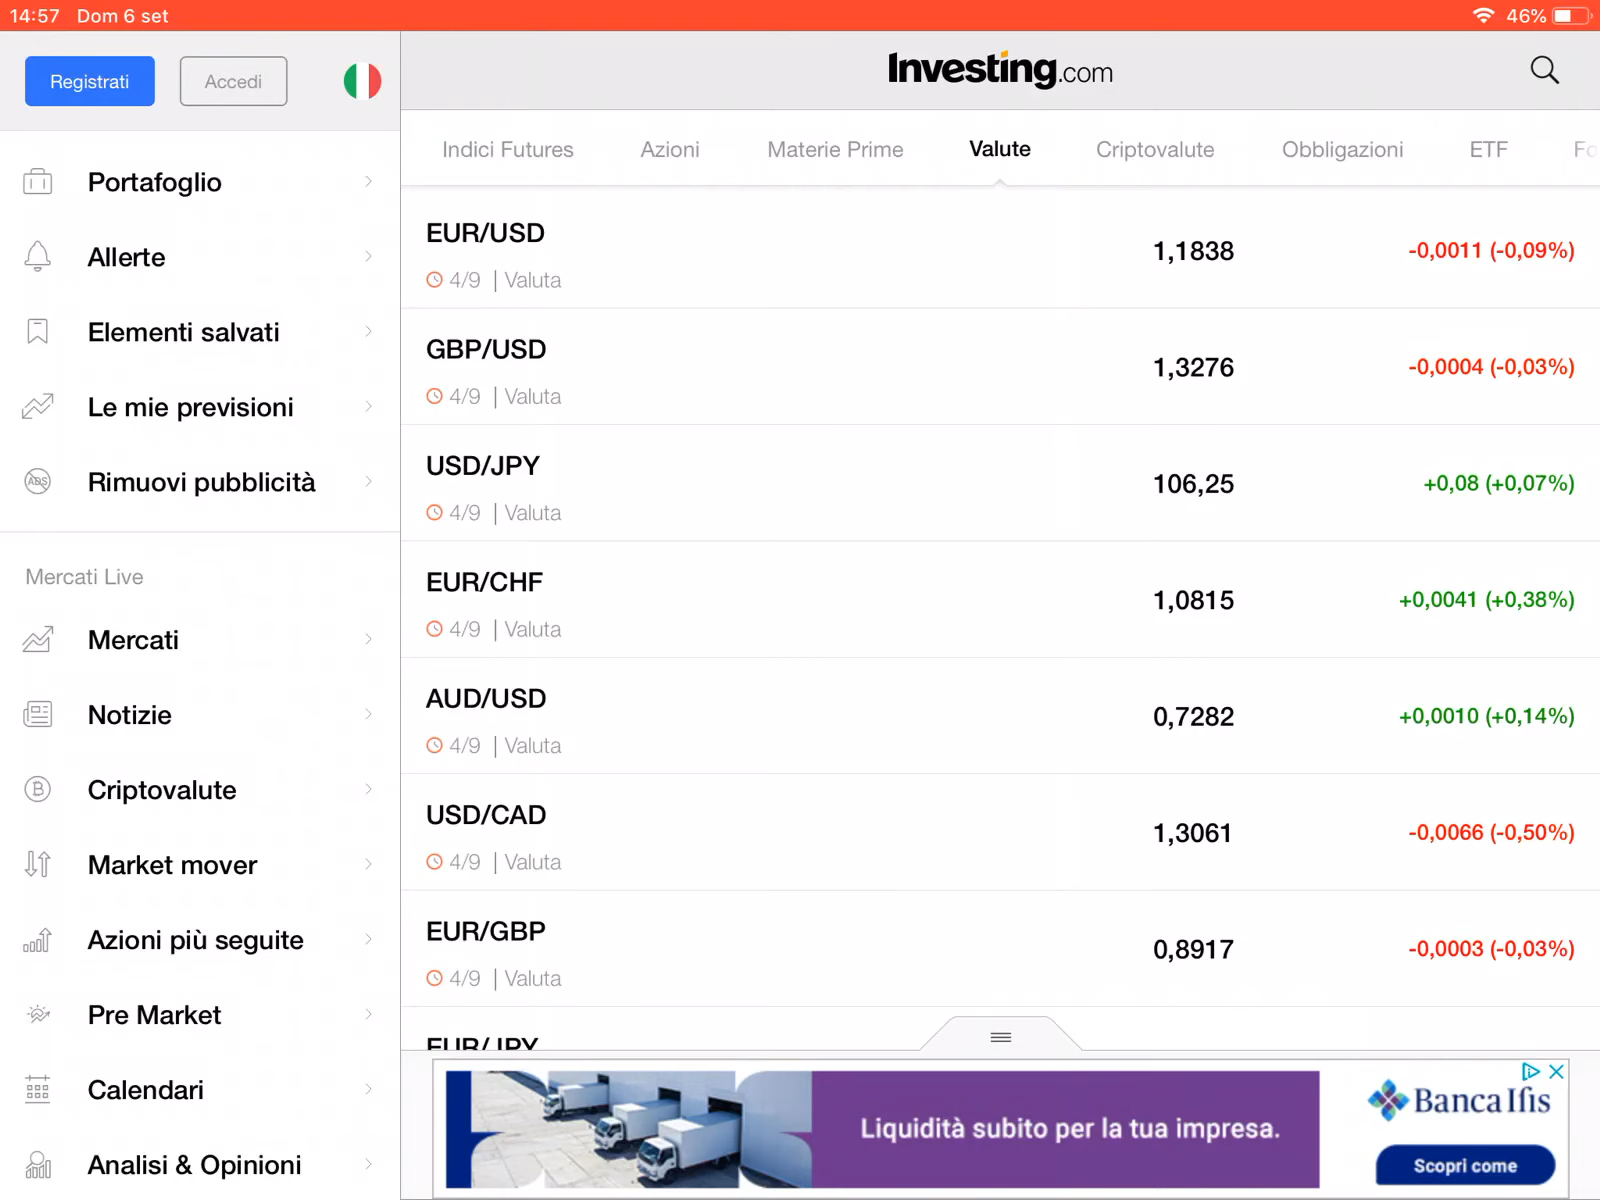 14:57 Dom 6 set
46%
Registrati
Accedi
Portafoglio
Allerte
Elementi salvati
Le mie previsioni
ADS
Rimuovi pubblicità
Mercati Live
Mercati
Notizie
Criptovalute
Market mover
Azioni più seguite
Pre Market
Calendari
Analisi & Opinioni
Investing.com
Indici Futures Azioni Materie Prime Valute Criptovalute Obbligazioni ETF Fo
EUR/USD
4/9 | Valuta
1,1838
-0,0011 (-0,09%)
GBP/USD
4/9 | Valuta
1,3276
-0,0004 (-0,03%)
USD/JPY
4/9 | Valuta
106,25
+0,08 (+0,07%)
EUR/CHF
4/9 | Valuta
1,0815
+0,0041 (+0,38%)
AUD/USD
4/9 | Valuta
0,7282
+0,0010 (+0,14%)
USD/CAD
4/9 | Valuta
1,3061
-0,0066 (-0,50%)
EUR/GBP
4/9 | Valuta
0,8917
-0,0003 (-0,03%)
EUR/JPY
Liquidità subito per la tua impresa.
Banca Ifis
Scopri come